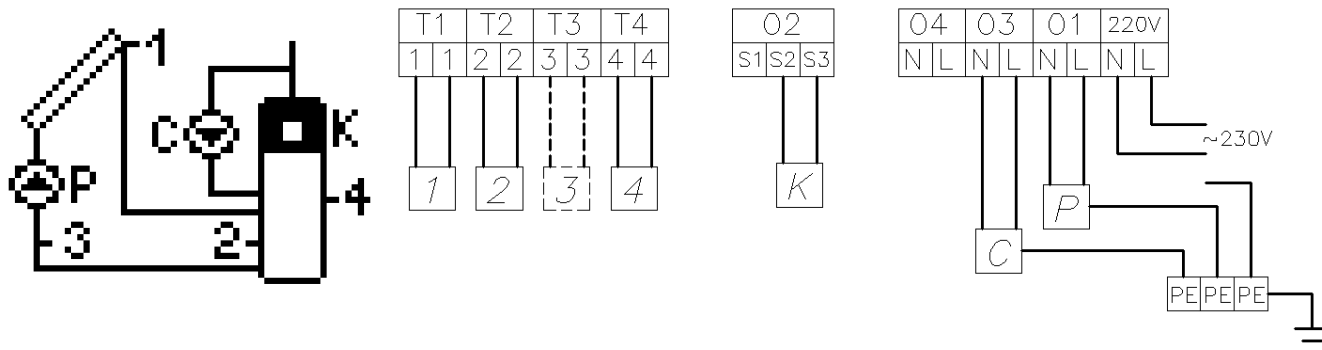 1
C
K
P
4
3
2
T1 T2 T3 T4
1 1 2 2 3 3 4 4
1 2 3 4
O2
S1 S2 S3
K
O4 O3 O1 220V
N L N L N L N L
~230V
P
C
PE PE PE